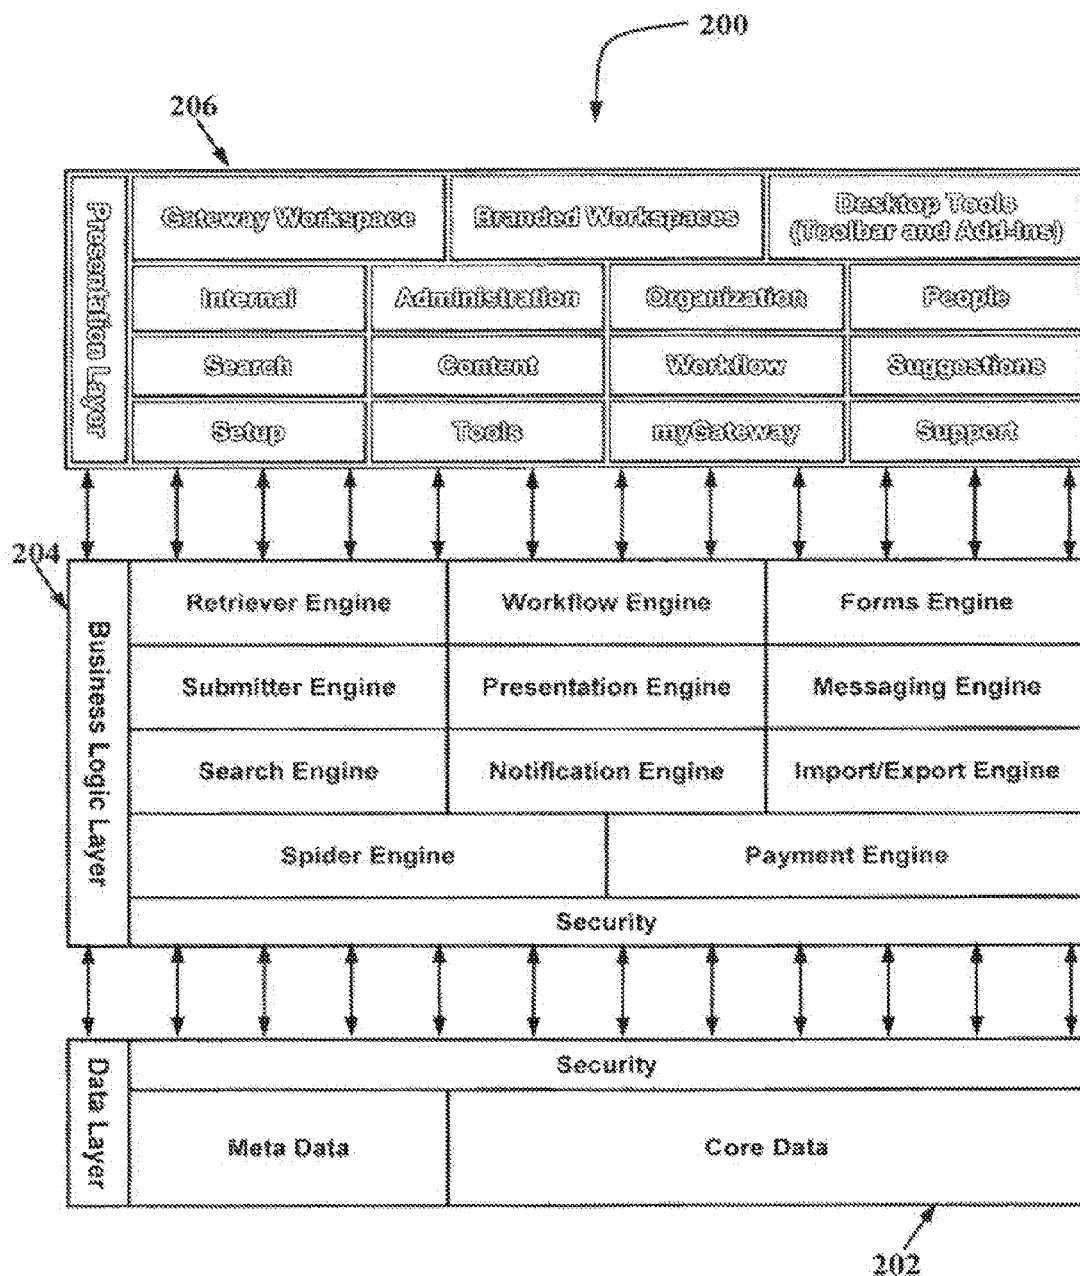 200
206
Presentation Layer
Gateway Workspace
Branded Workspaces
Desktop Tools
(Toolbar and Add-Ins)
Internal
Administration
Organization
People
Search
Content
Workflow
Suggestions
Setup
Tools
myGateway
Support
204
Business Logic Layer
Retriever Engine
Workflow Engine
Forms Engine
Submitter Engine
Presentation Engine
Messaging Engine
Search Engine
Notification Engine
Import/Export Engine
Spider Engine
Payment Engine
Security
Data Layer
Security
Meta Data
Core Data
202